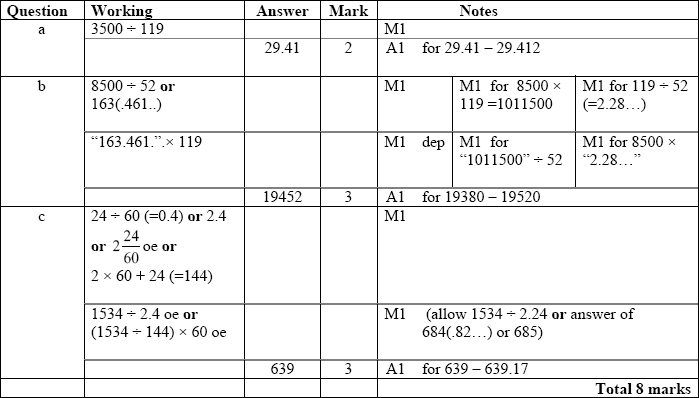 Question Working Answer Mark Notes
a 3500 ÷ 119 M1
29.41 2 A1 for 29.41 – 29.412
b 8500 ÷ 52 or M1 M1 for 8500 × M1 for 119 ÷ 52
163(.461..) 119 =1011500 (=2.28…)
“163.461.”.× 119 M1 dep M1 for M1 for 8500 ×
“1011500” ÷ 52 “2.28…”
19452 3 A1 for 19380 – 19520
c 24 ÷ 60 (=0.4) or 2.4 M1
or 2 24/60 oe or
2 × 60 + 24 (=144)
1534 ÷ 2.4 oe or M1 (allow 1534 ÷ 2.24 or answer of
(1534 ÷ 144) × 60 oe 684(.82…) or 685)
639 3 A1 for 639 – 639.17
Total 8 marks